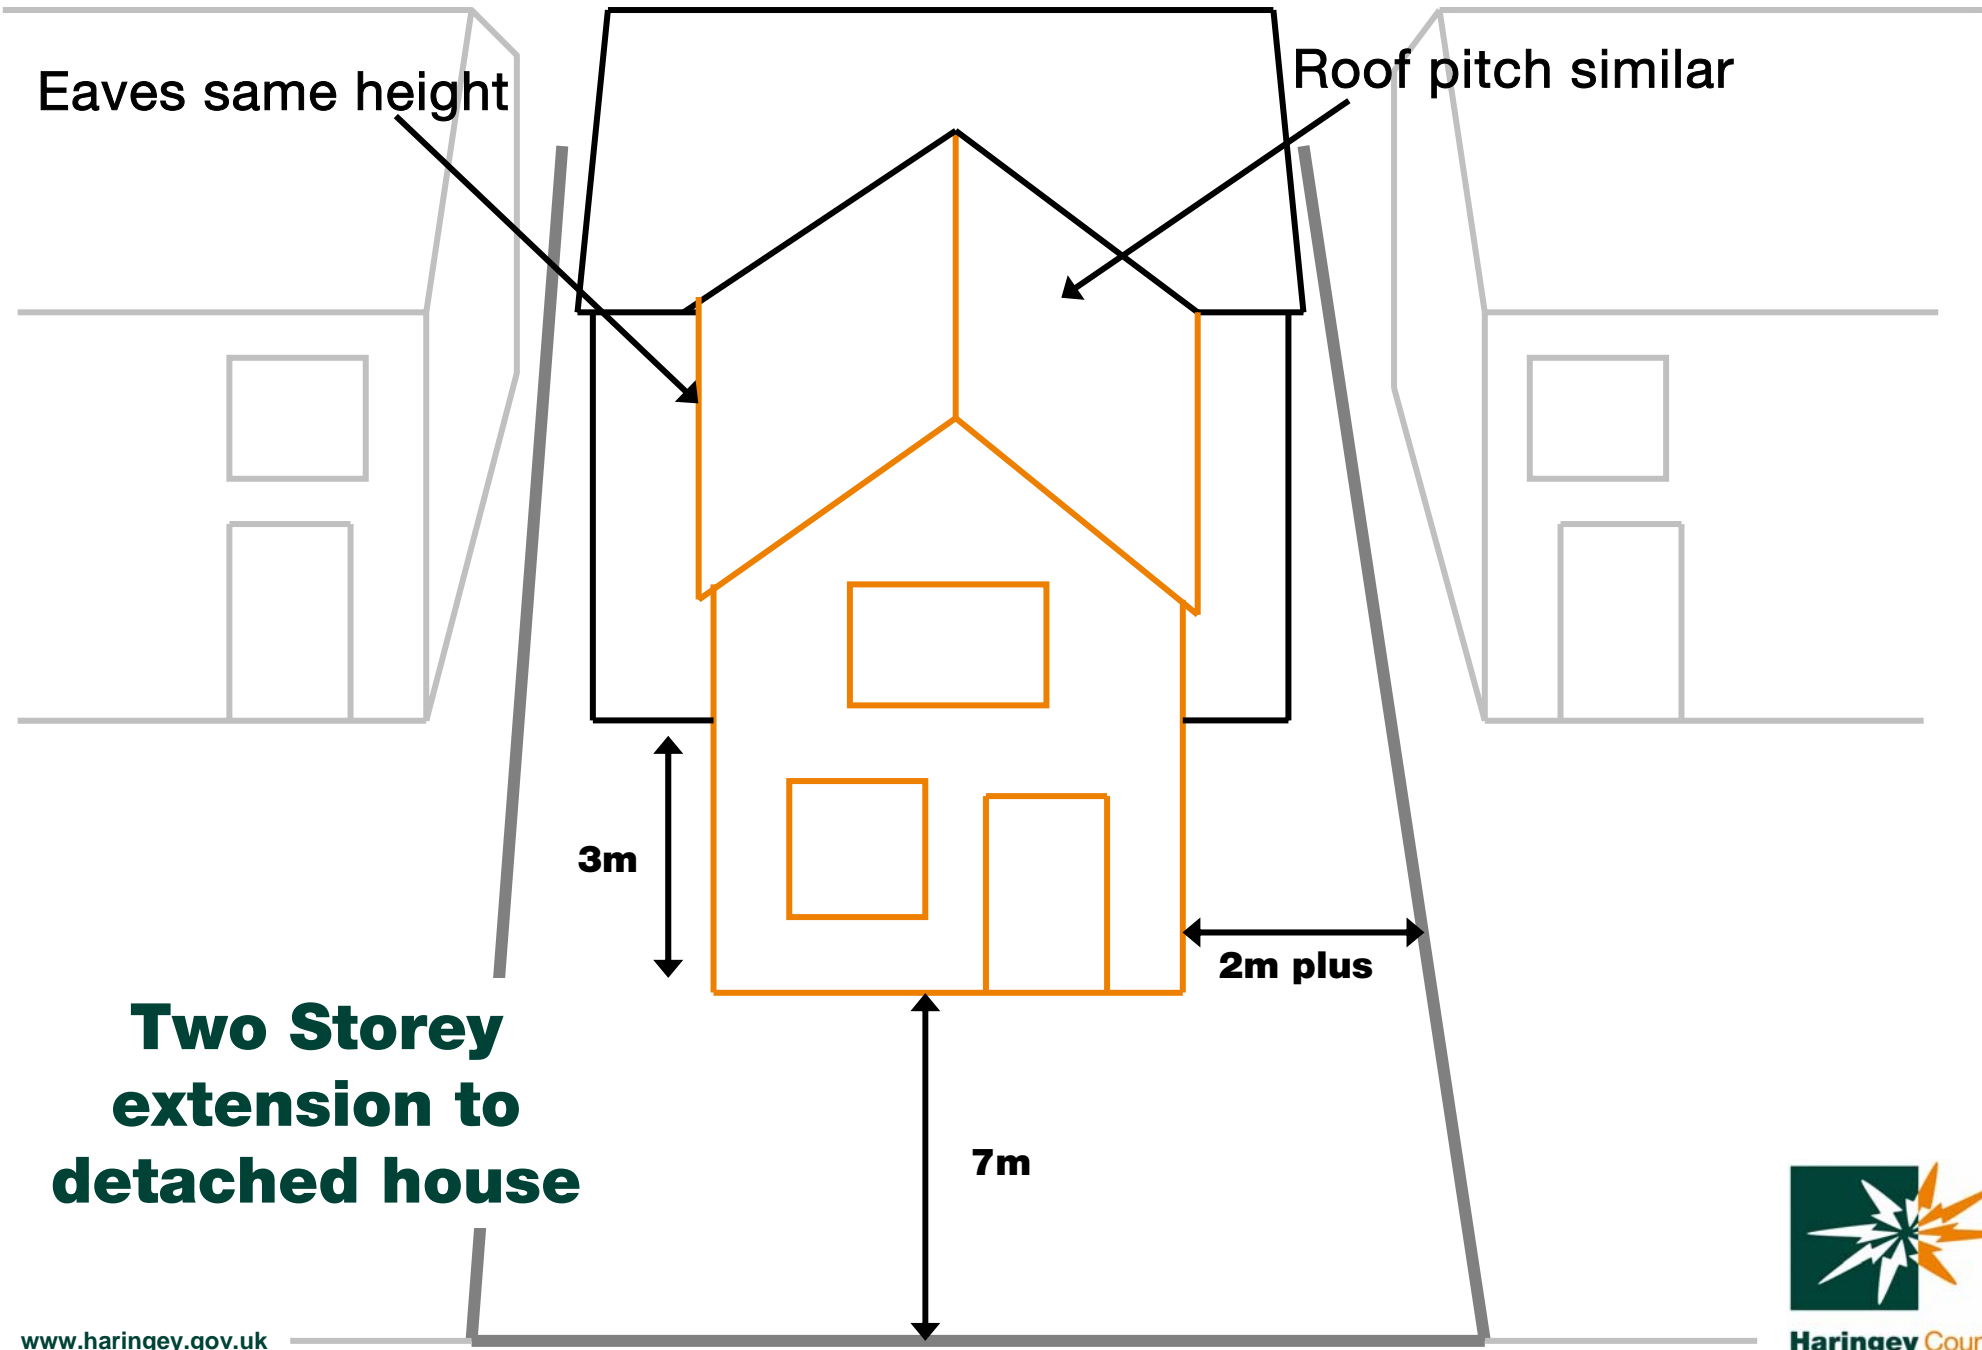 Eaves same height
Roof pitch similar
3m
2m plus
Two Storey
extension to
detached house
7m
www.haringey.gov.uk
Haringey